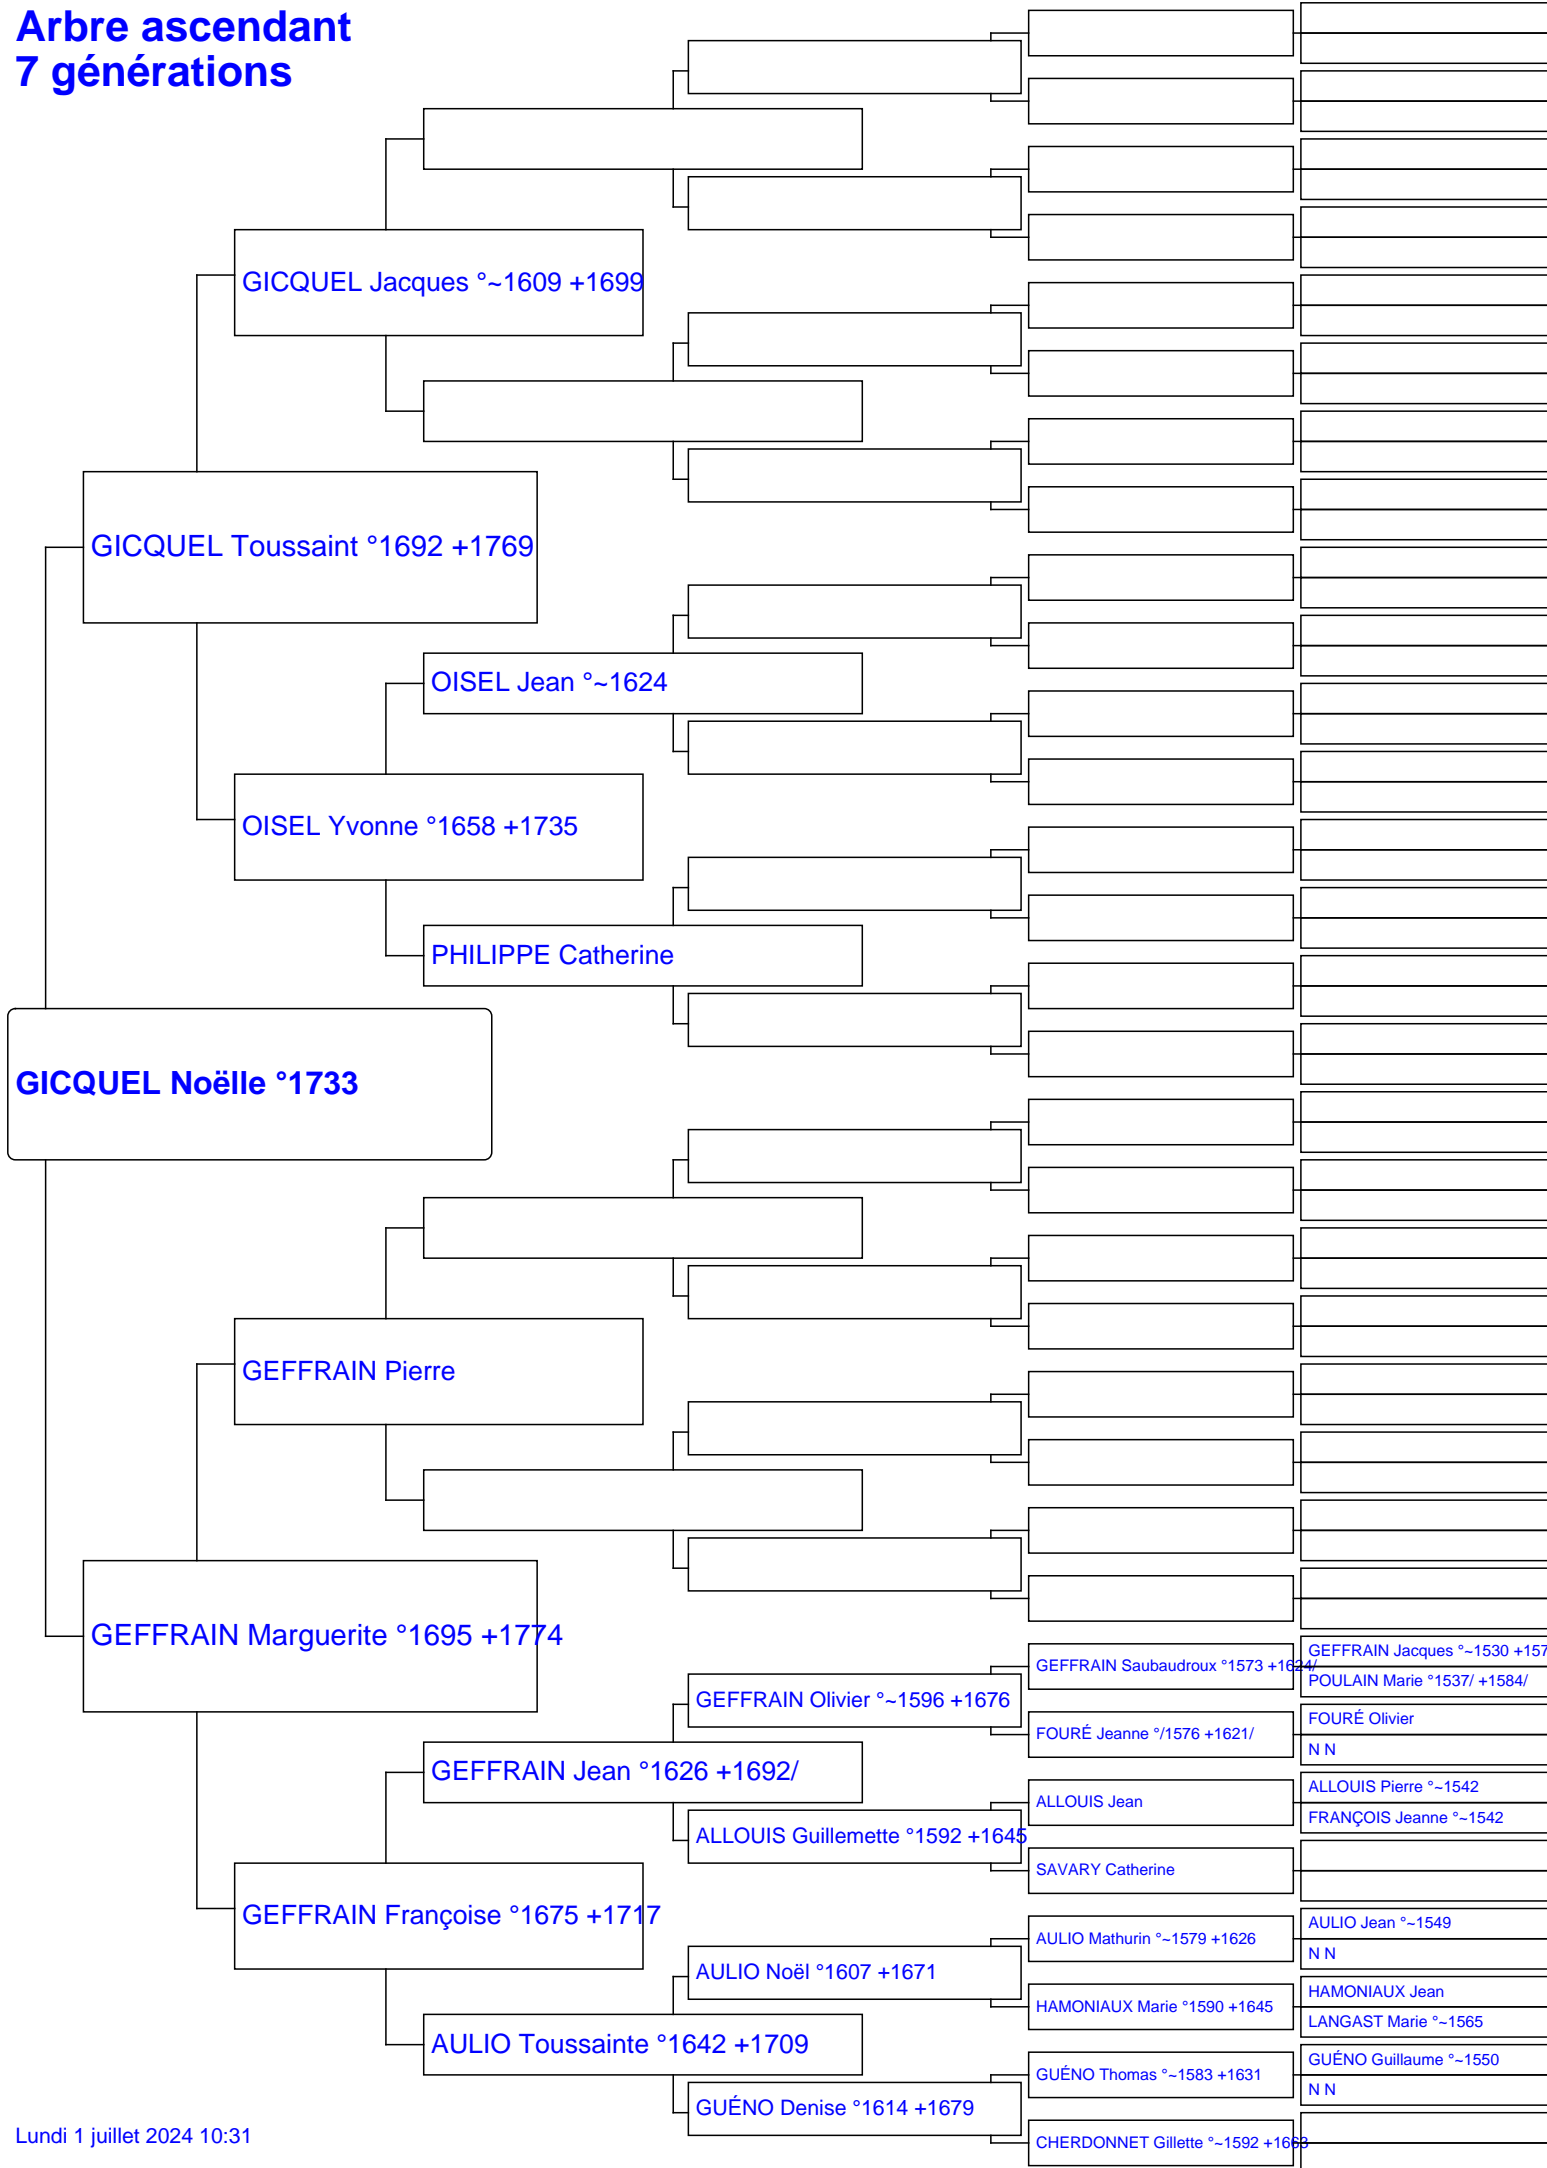 Arbre ascendant
7 générations
GICQUEL Jacques °~1609 +1699
GICQUEL Toussaint °1692 +1769
OISEL Jean °~1624
OISEL Yvonne °1658 +1735
PHILIPPE Catherine
GICQUEL Noëlle °1733
GEFFRAIN Pierre
GEFFRAIN Marguerite °1695 +1774
GEFFRAIN Jacques °~1530 +157
GEFFRAIN Saubaudroux °1573 +1624/
POULAIN Marie °1537/ +1584/
GEFFRAIN Olivier °~1596 +1676
FOURÉ Olivier
FOURÉ Jeanne °/1576 +1621/
N N
GEFFRAIN Jean °1626 +1692/
ALLOUIS Pierre °~1542
ALLOUIS Jean
FRANÇOIS Jeanne °~1542
ALLOUIS Guillemette °1592 +1645
SAVARY Catherine
GEFFRAIN Françoise °1675 +1717
AULIO Jean °~1549
AULIO Mathurin °~1579 +1626
N N
AULIO Noël °1607 +1671
HAMONIAUX Jean
HAMONIAUX Marie °1590 +1645
LANGAST Marie °~1565
AULIO Toussainte °1642 +1709
GUÉNO Guillaume °~1550
GUÉNO Thomas °~1583 +1631
N N
GUÉNO Denise °1614 +1679
CHERDONNET Gillette °~1592 +1663
Lundi 1 juillet 2024 10:31